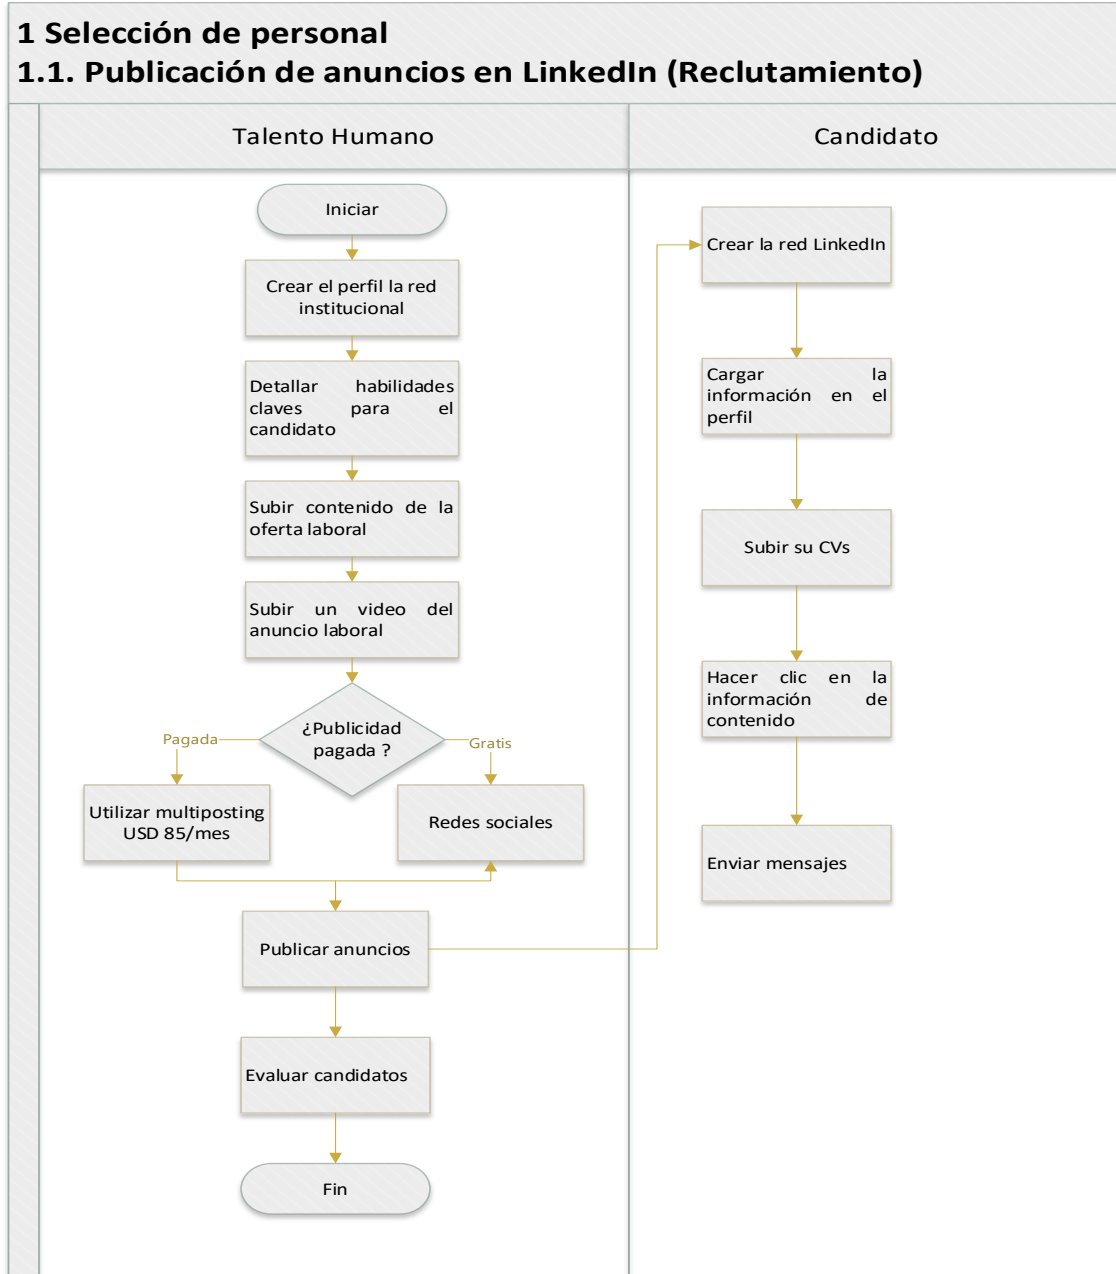 1 Selección de personal
1.1. Publicación de anuncios en LinkedIn (Reclutamiento)
Talento Humano
Candidato
Iniciar
Crear el perfil la red
institucional
Detallar habilidades
claves para el
candidato
Subir contenido de la
oferta laboral
Subir un video del
anuncio laboral
¿Publicidad
pagada ?
Pagada
Gratis
Utilizar multiposting
USD 85/mes
Redes sociales
Publicar anuncios
Evaluar candidatos
Fin
Crear la red LinkedIn
Cargar la
información en el
perfil
Subir su CVs
Hacer clic en la
información de
contenido
Enviar mensajes